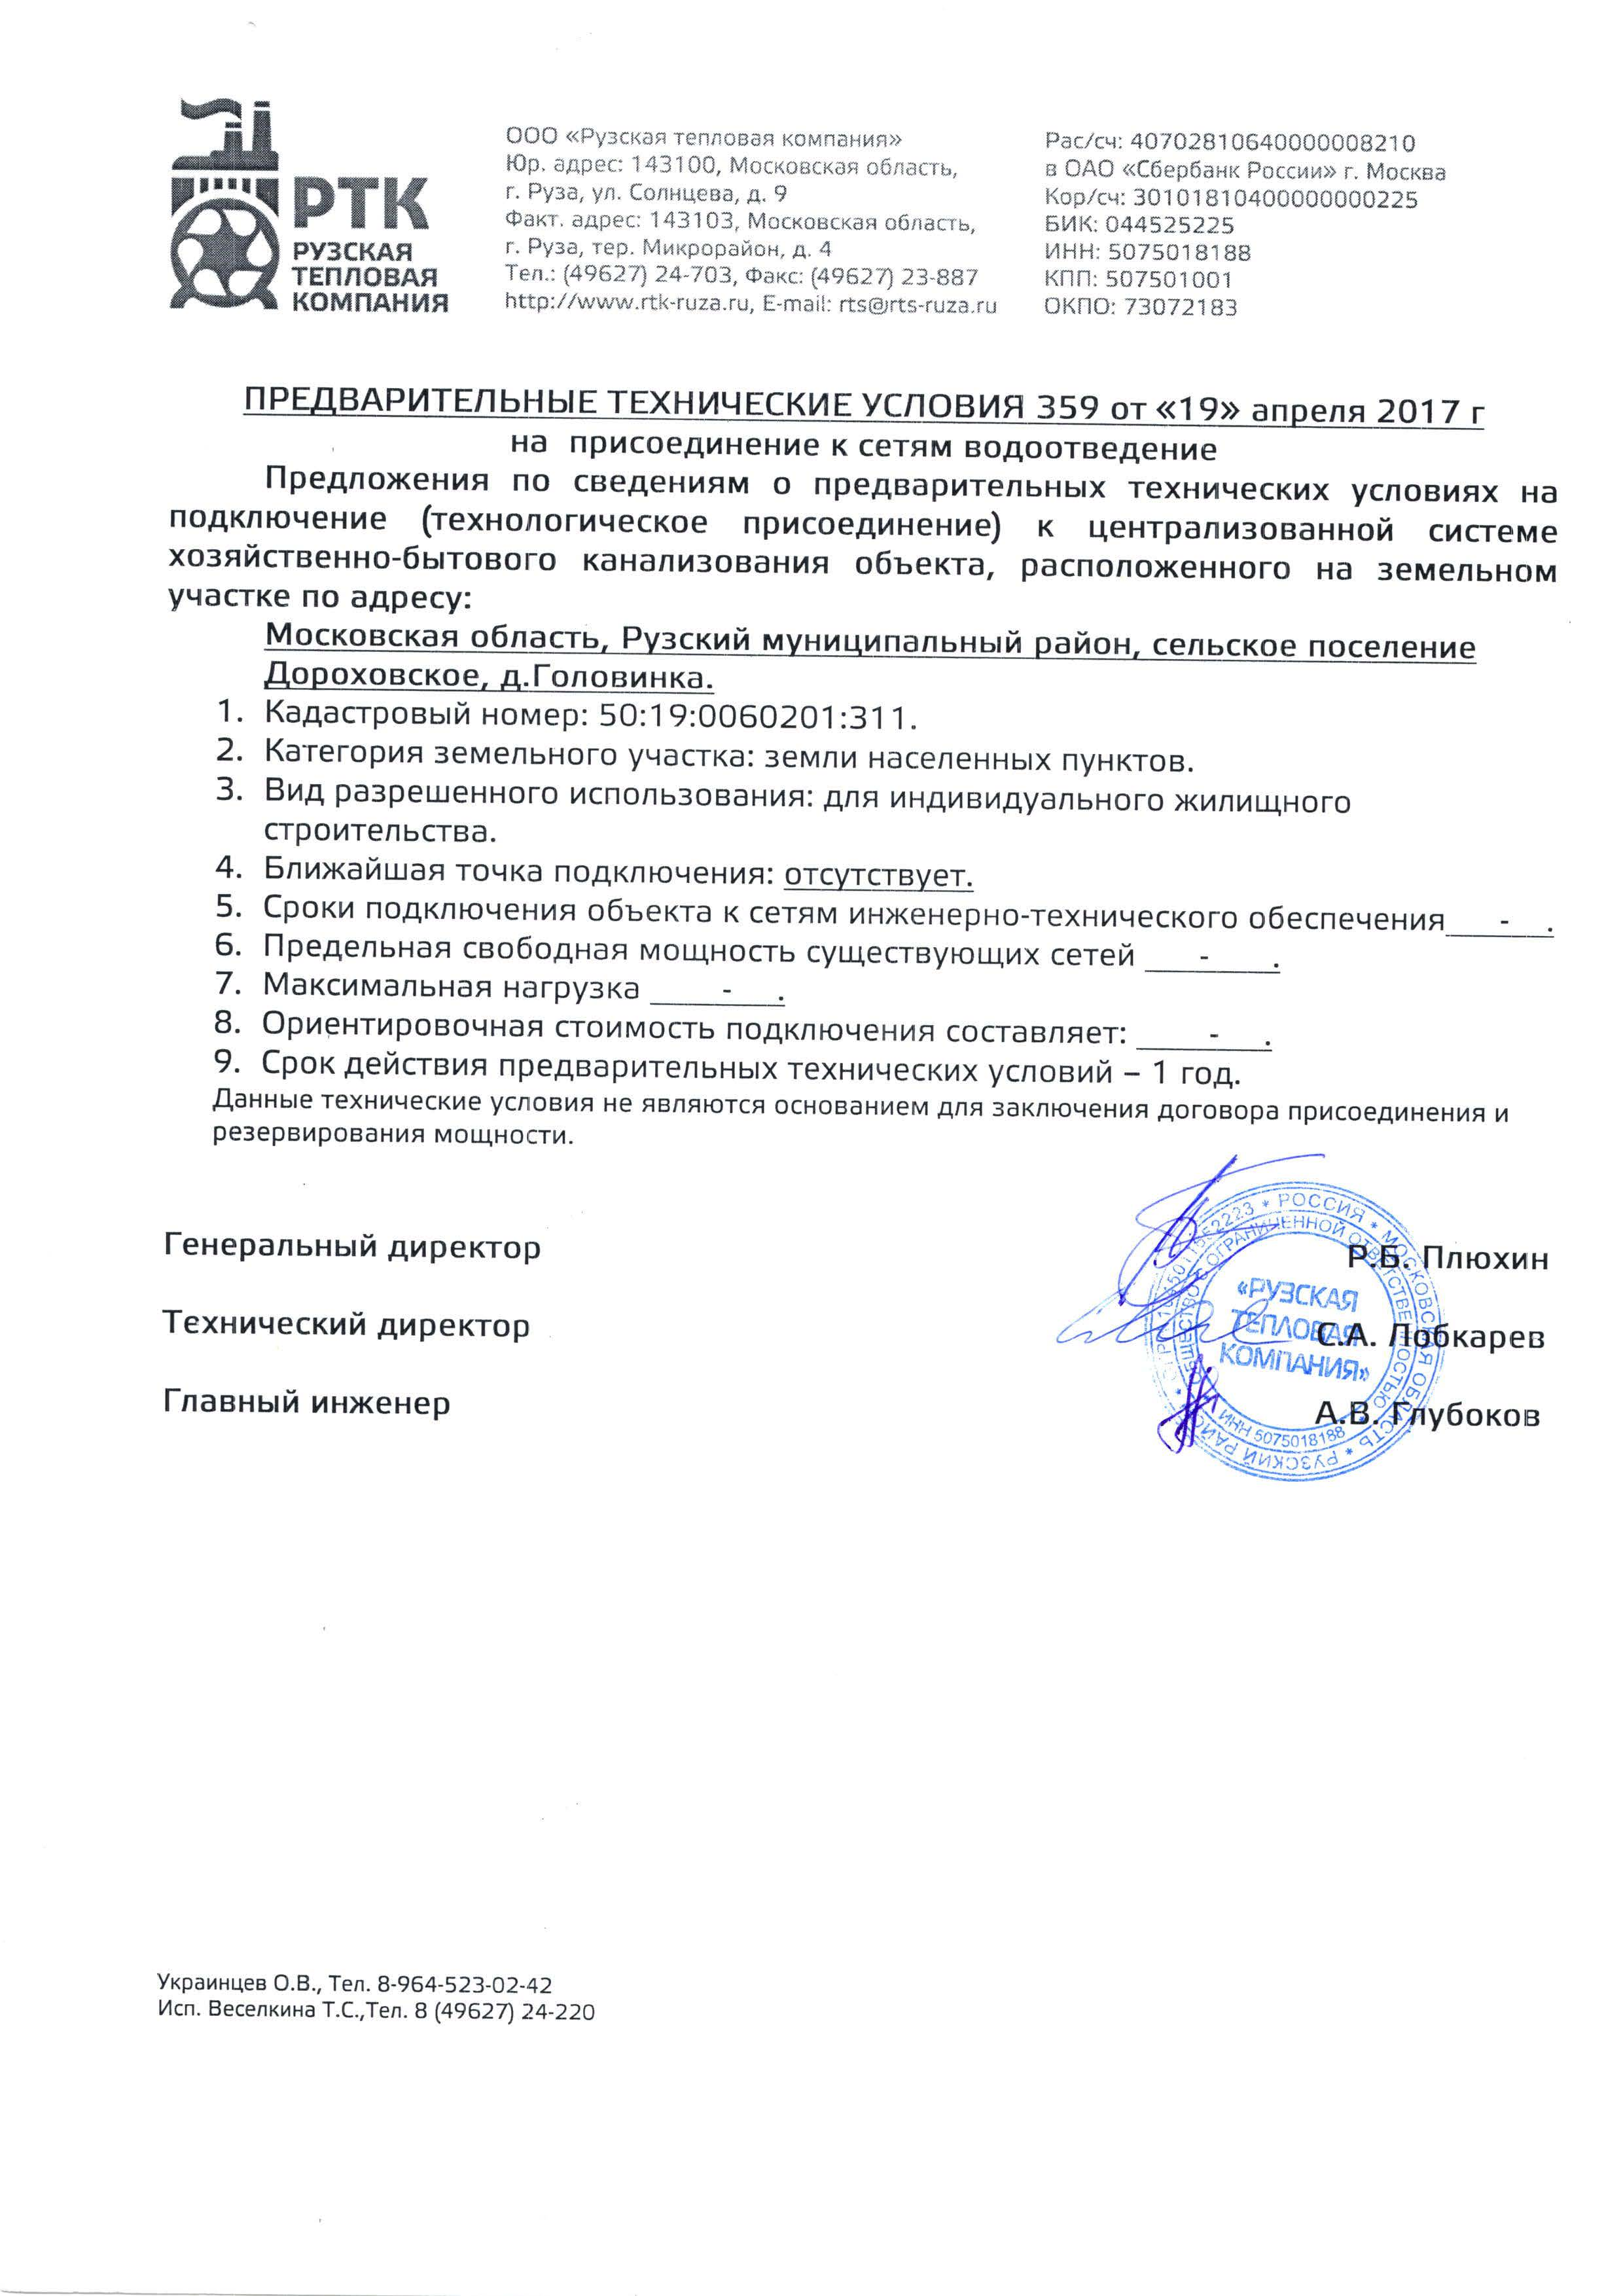 РТК
РУЗСКАЯ
ТЕПЛОВАЯ
КОМПАНИЯ
ООО «Рузская тепловая компания»
Юр. адрес: 143100, Московская область,
г. Руза, ул. Солнцева, д. 9
Факт. адрес: 143103, Московская область,
г. Руза, тер. Микрорайон, д. 4
Тел.: (49627) 24-703, Факс: (49627) 23-887
http://www.rtk-ruza.ru, E-mail: rts@rts-ruza.ru
Рас/сч: 40702810640000008210
в ОАО «Сбербанк России» г. Москва
Кор/сч: 30101810400000000225
БИК: 044525225
ИНН: 5075018188
КПП: 507501001
ОКПО: 73072183
ПРЕДВАРИТЕЛЬНЫЕ ТЕХНИЧЕСКИЕ УСЛОВИЯ 359 от «19» апреля 2017 г
на присоединение к сетям водоотведение
Предложения по сведениям о предварительных технических условиях на
подключение (технологическое присоединение) к централизованной системе
хозяйственно-бытового канализования объекта, расположенного на земельном
участке по адресу:
Московская область, Рузский муниципальный район, сельское поселение
Дороховское, д.Головинка.
1. Кадастровый номер: 50:19:0060201:311.
2. Категория земельного участка: земли населенных пунктов.
3. Вид разрешенного использования: для индивидуального жилищного
строительства.
4. Ближайшая точка подключения: отсутствует.
5. Сроки подключения объекта к сетям инженерно-технического обеспечения - .
6. Предельная свободная мощность существующих сетей - .
7. Максимальная нагрузка - .
8. Ориентировочная стоимость подключения составляет: - .
9. Срок действия предварительных технических условий – 1 год.
Данные технические условия не являются основанием для заключения договора присоединения и
резервирования мощности.
Генеральный директор Р.Б. Плюхин
Технический директор С.А. Лобкарев
Главный инженер А.В. Глубоков
РОССИЯ * МОСКОВСКАЯ ОБЛАСТЬ * РУЗСКИЙ РАЙОН
ОБЩЕСТВО С ОГРАНИЧЕННОЙ ОТВЕТСТВЕННОСТЬЮ
ИНН 5075018188
«РУЗСКАЯ
ТЕПЛОВАЯ
КОМПАНИЯ»
Украинцев О.В., Тел. 8-964-523-02-42
Исп. Веселкина Т.С.,Тел. 8 (49627) 24-220